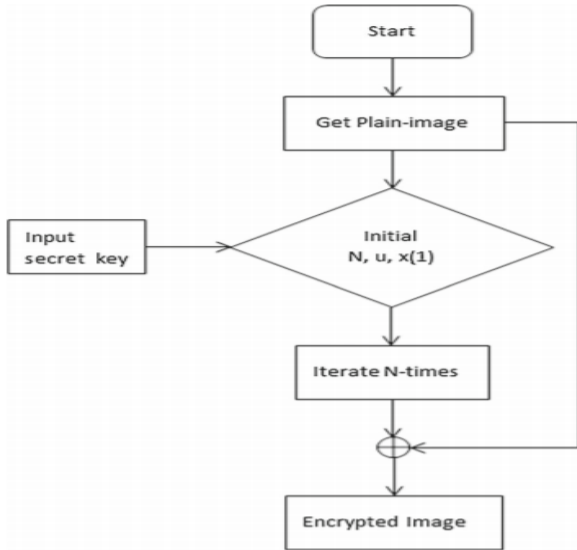 Start
Get Plain-image
Initial
N, u, x(1)
Input
secret key
Iterate N-times
Encrypted Image